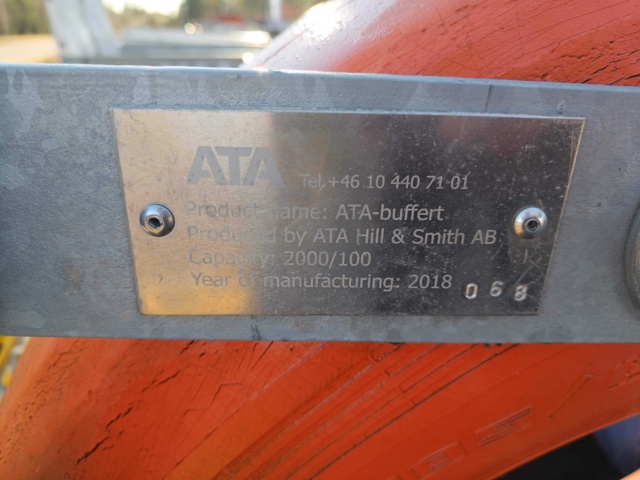 ATA Tel.+46 10 440 71 01
Product name: ATA-buffert
Produced by ATA Hill & Smith AB
Capacity: 2000/100
Year of manufacturing: 2018 068